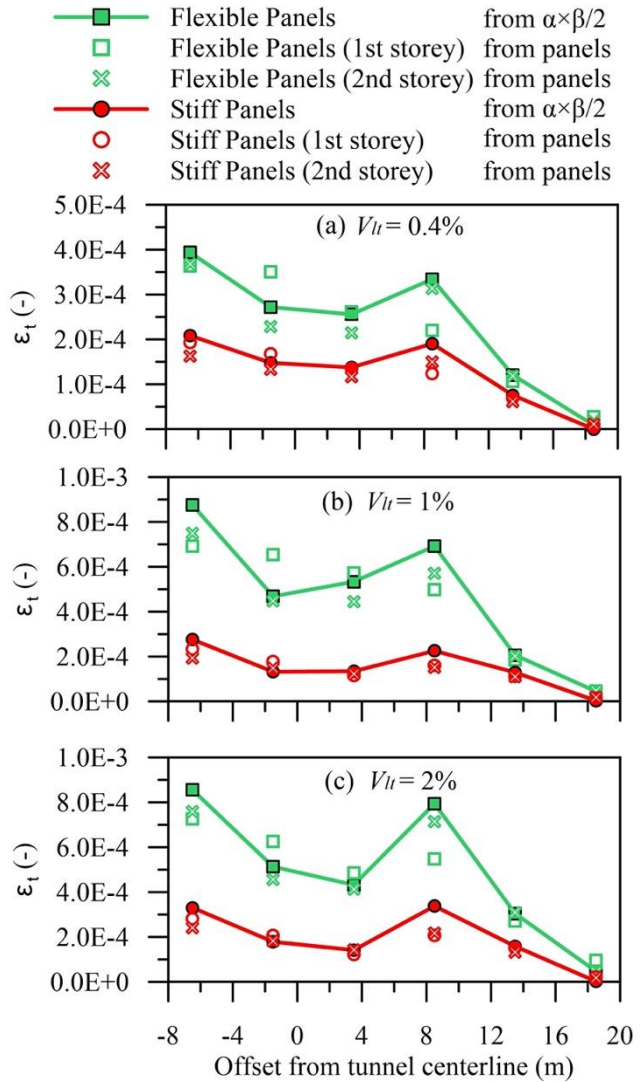 Flexible Panels from α×β/2
Flexible Panels (1st storey) from panels
Flexible Panels (2nd storey) from panels
Stiff Panels from α×β/2
Stiff Panels (1st storey) from panels
Stiff Panels (2nd storey) from panels
(a) Vlt = 0.4%
5.0E-4
4.0E-4
3.0E-4
2.0E-4
1.0E-4
0.0E+0
εt (-)
(b) Vlt = 1%
1.0E-3
8.0E-4
6.0E-4
4.0E-4
2.0E-4
0.0E+0
εt (-)
(c) Vlt = 2%
1.0E-3
8.0E-4
6.0E-4
4.0E-4
2.0E-4
0.0E+0
εt (-)
-8 -4 0 4 8 12 16 20
Offset from tunnel centerline (m)